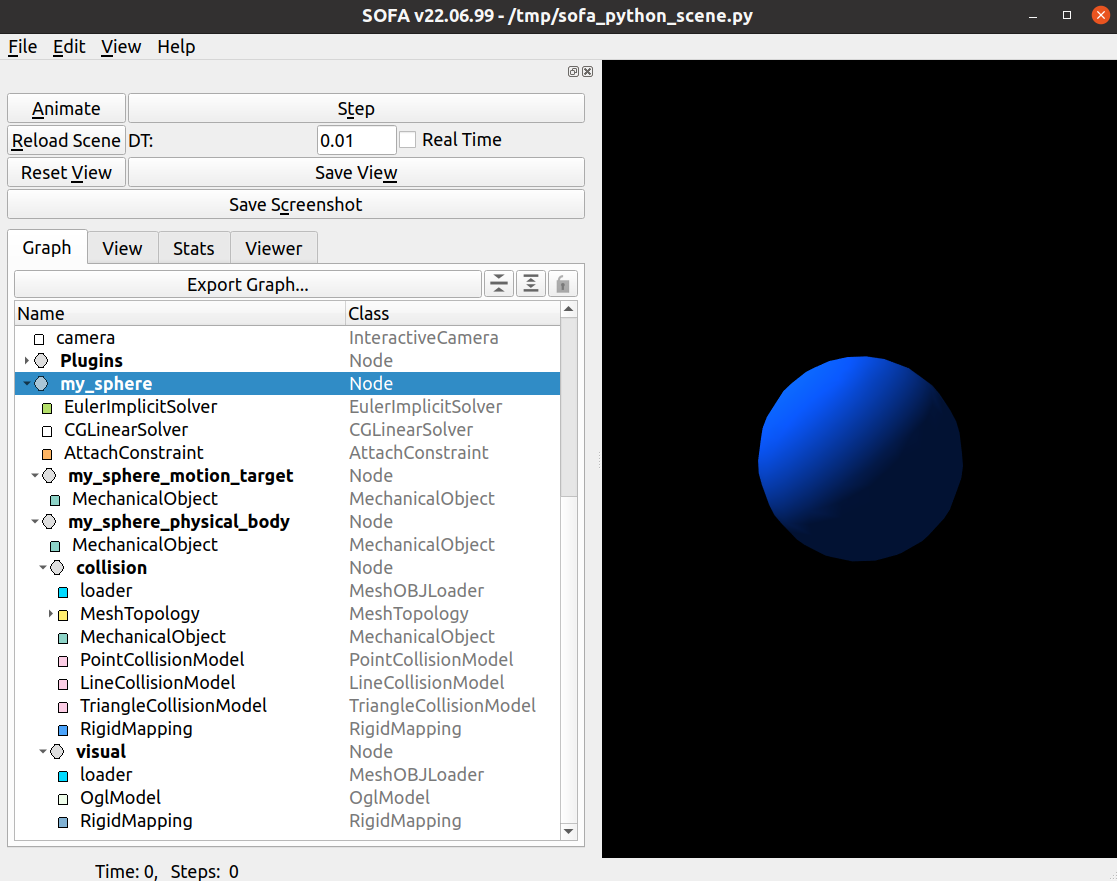 SOFA v22.06.99 - /tmp/sofa_python_scene.py
File Edit View Help
Animate Step
Reload Scene DT: 0.01 Real Time
Reset View Save View
Save Screenshot
Graph View Stats Viewer
Export Graph...
Name Class
camera InteractiveCamera
Plugins Node
my_sphere Node
EulerImplicitSolver EulerImplicitSolver
CGLinearSolver CGLinearSolver
AttachConstraint AttachConstraint
my_sphere_motion_target Node
MechanicalObject MechanicalObject
my_sphere_physical_body Node
MechanicalObject MechanicalObject
collision Node
loader MeshOBJLoader
MeshTopology MeshTopology
MechanicalObject MechanicalObject
PointCollisionModel PointCollisionModel
LineCollisionModel LineCollisionModel
TriangleCollisionModel TriangleCollisionModel
RigidMapping RigidMapping
visual Node
loader MeshOBJLoader
OglModel OglModel
RigidMapping RigidMapping
Time: 0, Steps: 0